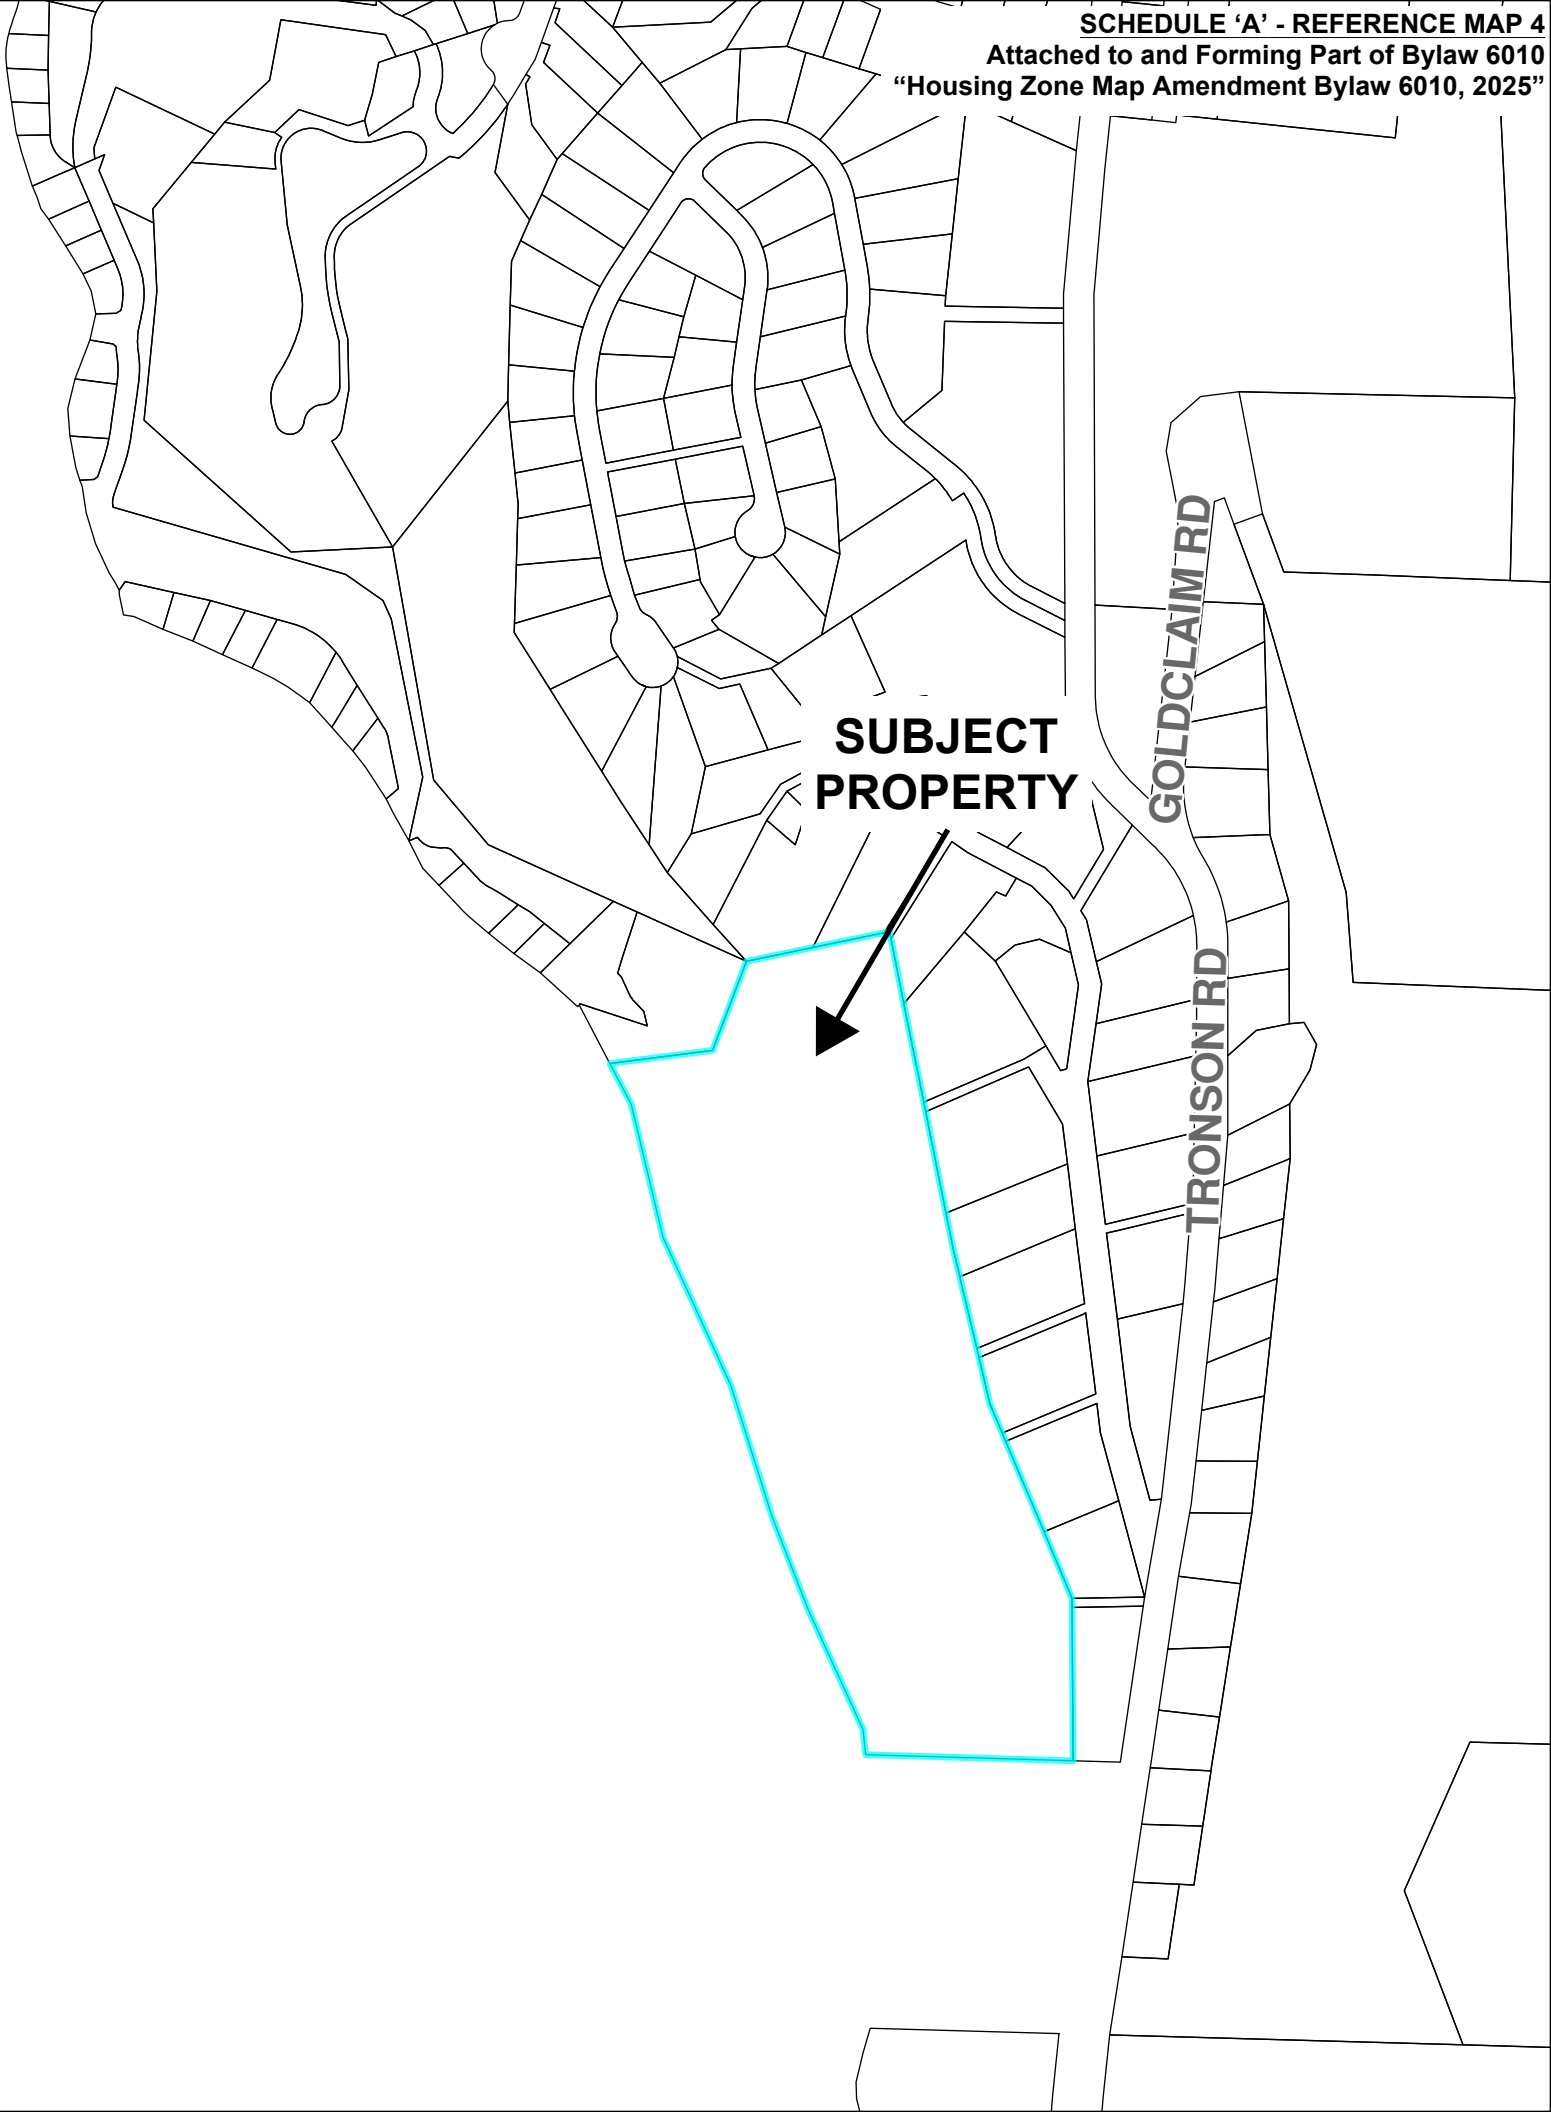 SCHEDULE ‘A’ - REFERENCE MAP 4
Attached to and Forming Part of Bylaw 6010
“Housing Zone Map Amendment Bylaw 6010, 2025”
GOLDCLAIM RD
SUBJECT
PROPERTY
TRONSON RD